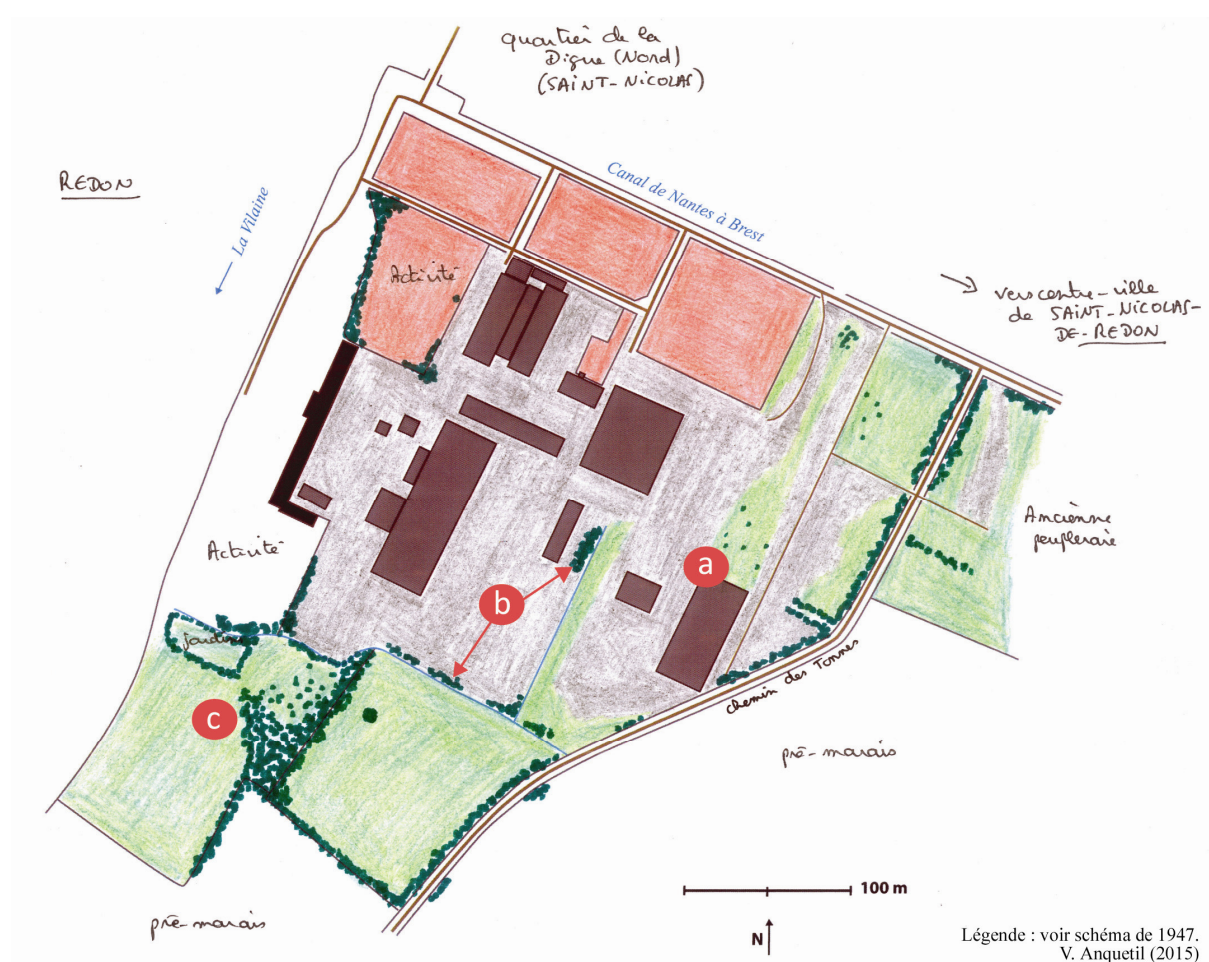 quartier de la
Digue (Nord)
(SAINT-NICOLAS)
REDON
La Vilaine
Canal de Nantes à Brest
Activité
vers centre-ville
de SAINT-NICOLAS-
DE-REDON
a
Ancienne
peupleraie
Activité
b
jardins
c
chemin des Tonnes
pré-marais
pré-marais
100 m
N
Légende : voir schéma de 1947.
V. Anquetil (2015)